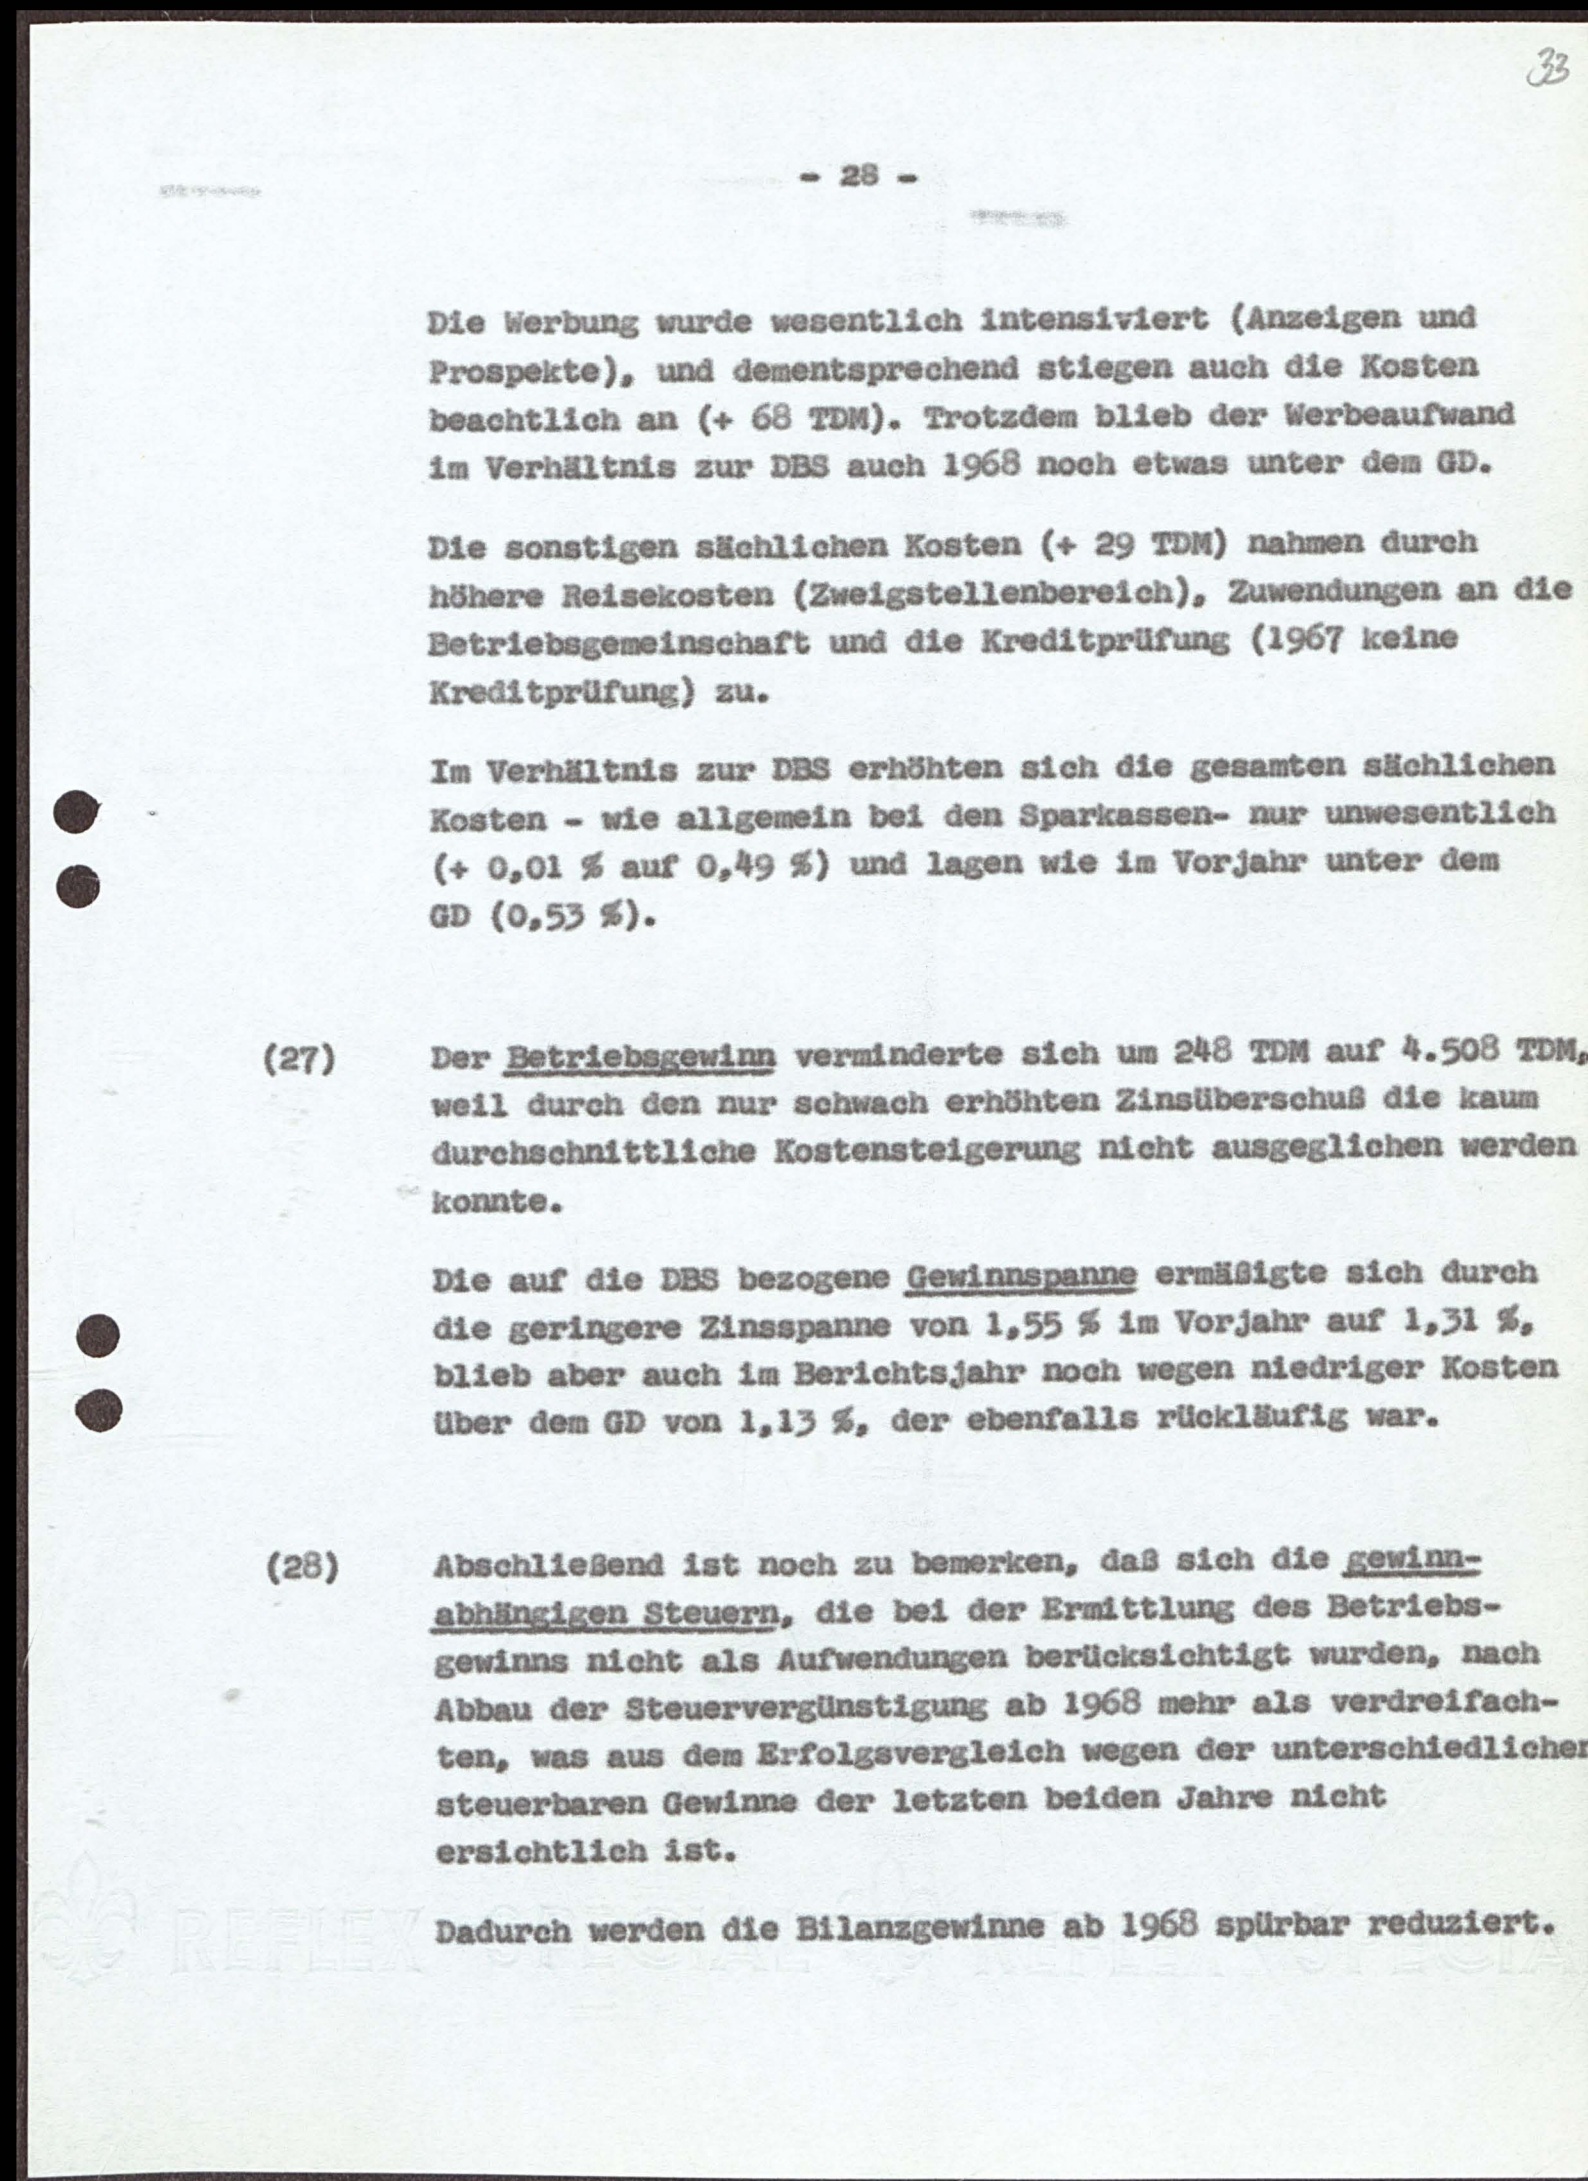 33
- 28 -
Die Werbung wurde wesentlich intensiviert (Anzeigen und
Prospekte), und dementsprechend stiegen auch die Kosten
beachtlich an (+ 68 TDM). Trotzdem blieb der Werbeaufwand
im Verhältnis zur DBS auch 1968 noch etwas unter dem GD.
Die sonstigen sächlichen Kosten (+ 29 TDM) nahmen durch
höhere Reisekosten (Zweigstellenbereich), Zuwendungen an die
Betriebsgemeinschaft und die Kreditprüfung (1967 keine
Kreditprüfung) zu.
Im Verhältnis zur DBS erhöhten sich die gesamten sächlichen
Kosten - wie allgemein bei den Sparkassen- nur unwesentlich
(+ 0,01 % auf 0,49 %) und lagen wie im Vorjahr unter dem
GD (0,53 %).
(27) Der Betriebsgewinn verminderte sich um 248 TDM auf 4.508 TDM,
weil durch den nur schwach erhöhten Zinsüberschuß die kaum
durchschnittliche Kostensteigerung nicht ausgeglichen werden
konnte.
Die auf die DBS bezogene Gewinnspanne ermäßigte sich durch
die geringere Zinsspanne von 1,55 % im Vorjahr auf 1,31 %,
blieb aber auch im Berichtsjahr noch wegen niedriger Kosten
über dem GD von 1,13 %, der ebenfalls rückläufig war.
(28) Abschließend ist noch zu bemerken, daß sich die gewinn-
abhängigen Steuern, die bei der Ermittlung des Betriebs-
gewinns nicht als Aufwendungen berücksichtigt wurden, nach
Abbau der Steuervergünstigung ab 1968 mehr als verdreifach-
ten, was aus dem Erfolgsvergleich wegen der unterschiedlichen
steuerbaren Gewinne der letzten beiden Jahre nicht
ersichtlich ist.
Dadurch werden die Bilanzgewinne ab 1968 spürbar reduziert.
REFLEX SPECIAL REFLEX SPECIA